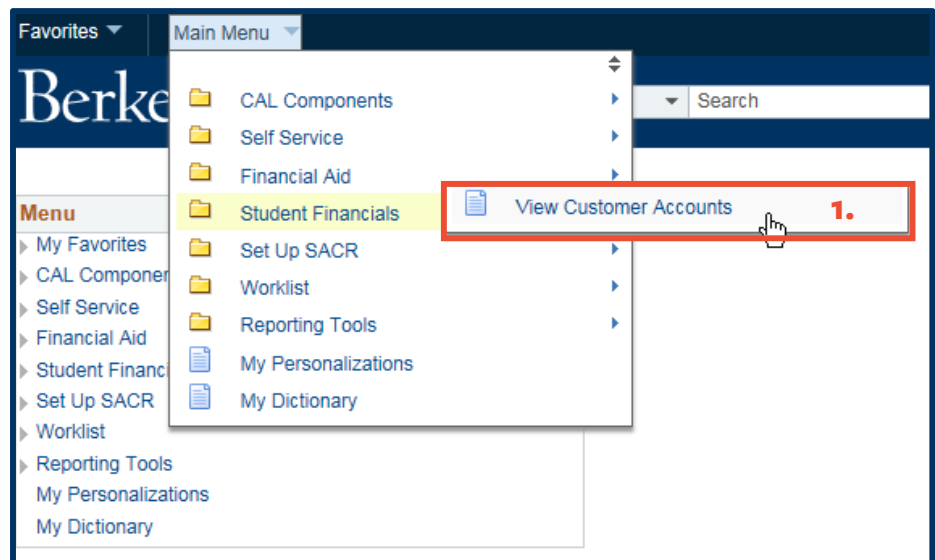 Favorites Main Menu
Berke
Search
CAL Components
Self Service
Financial Aid
Student Financials
View Customer Accounts 1.
Set Up SACR
Worklist
Reporting Tools
My Personalizations
My Dictionary
Menu
My Favorites
CAL Componen
Self Service
Financial Aid
Student Financi
Set Up SACR
Worklist
Reporting Tools
My Personalizations
My Dictionary